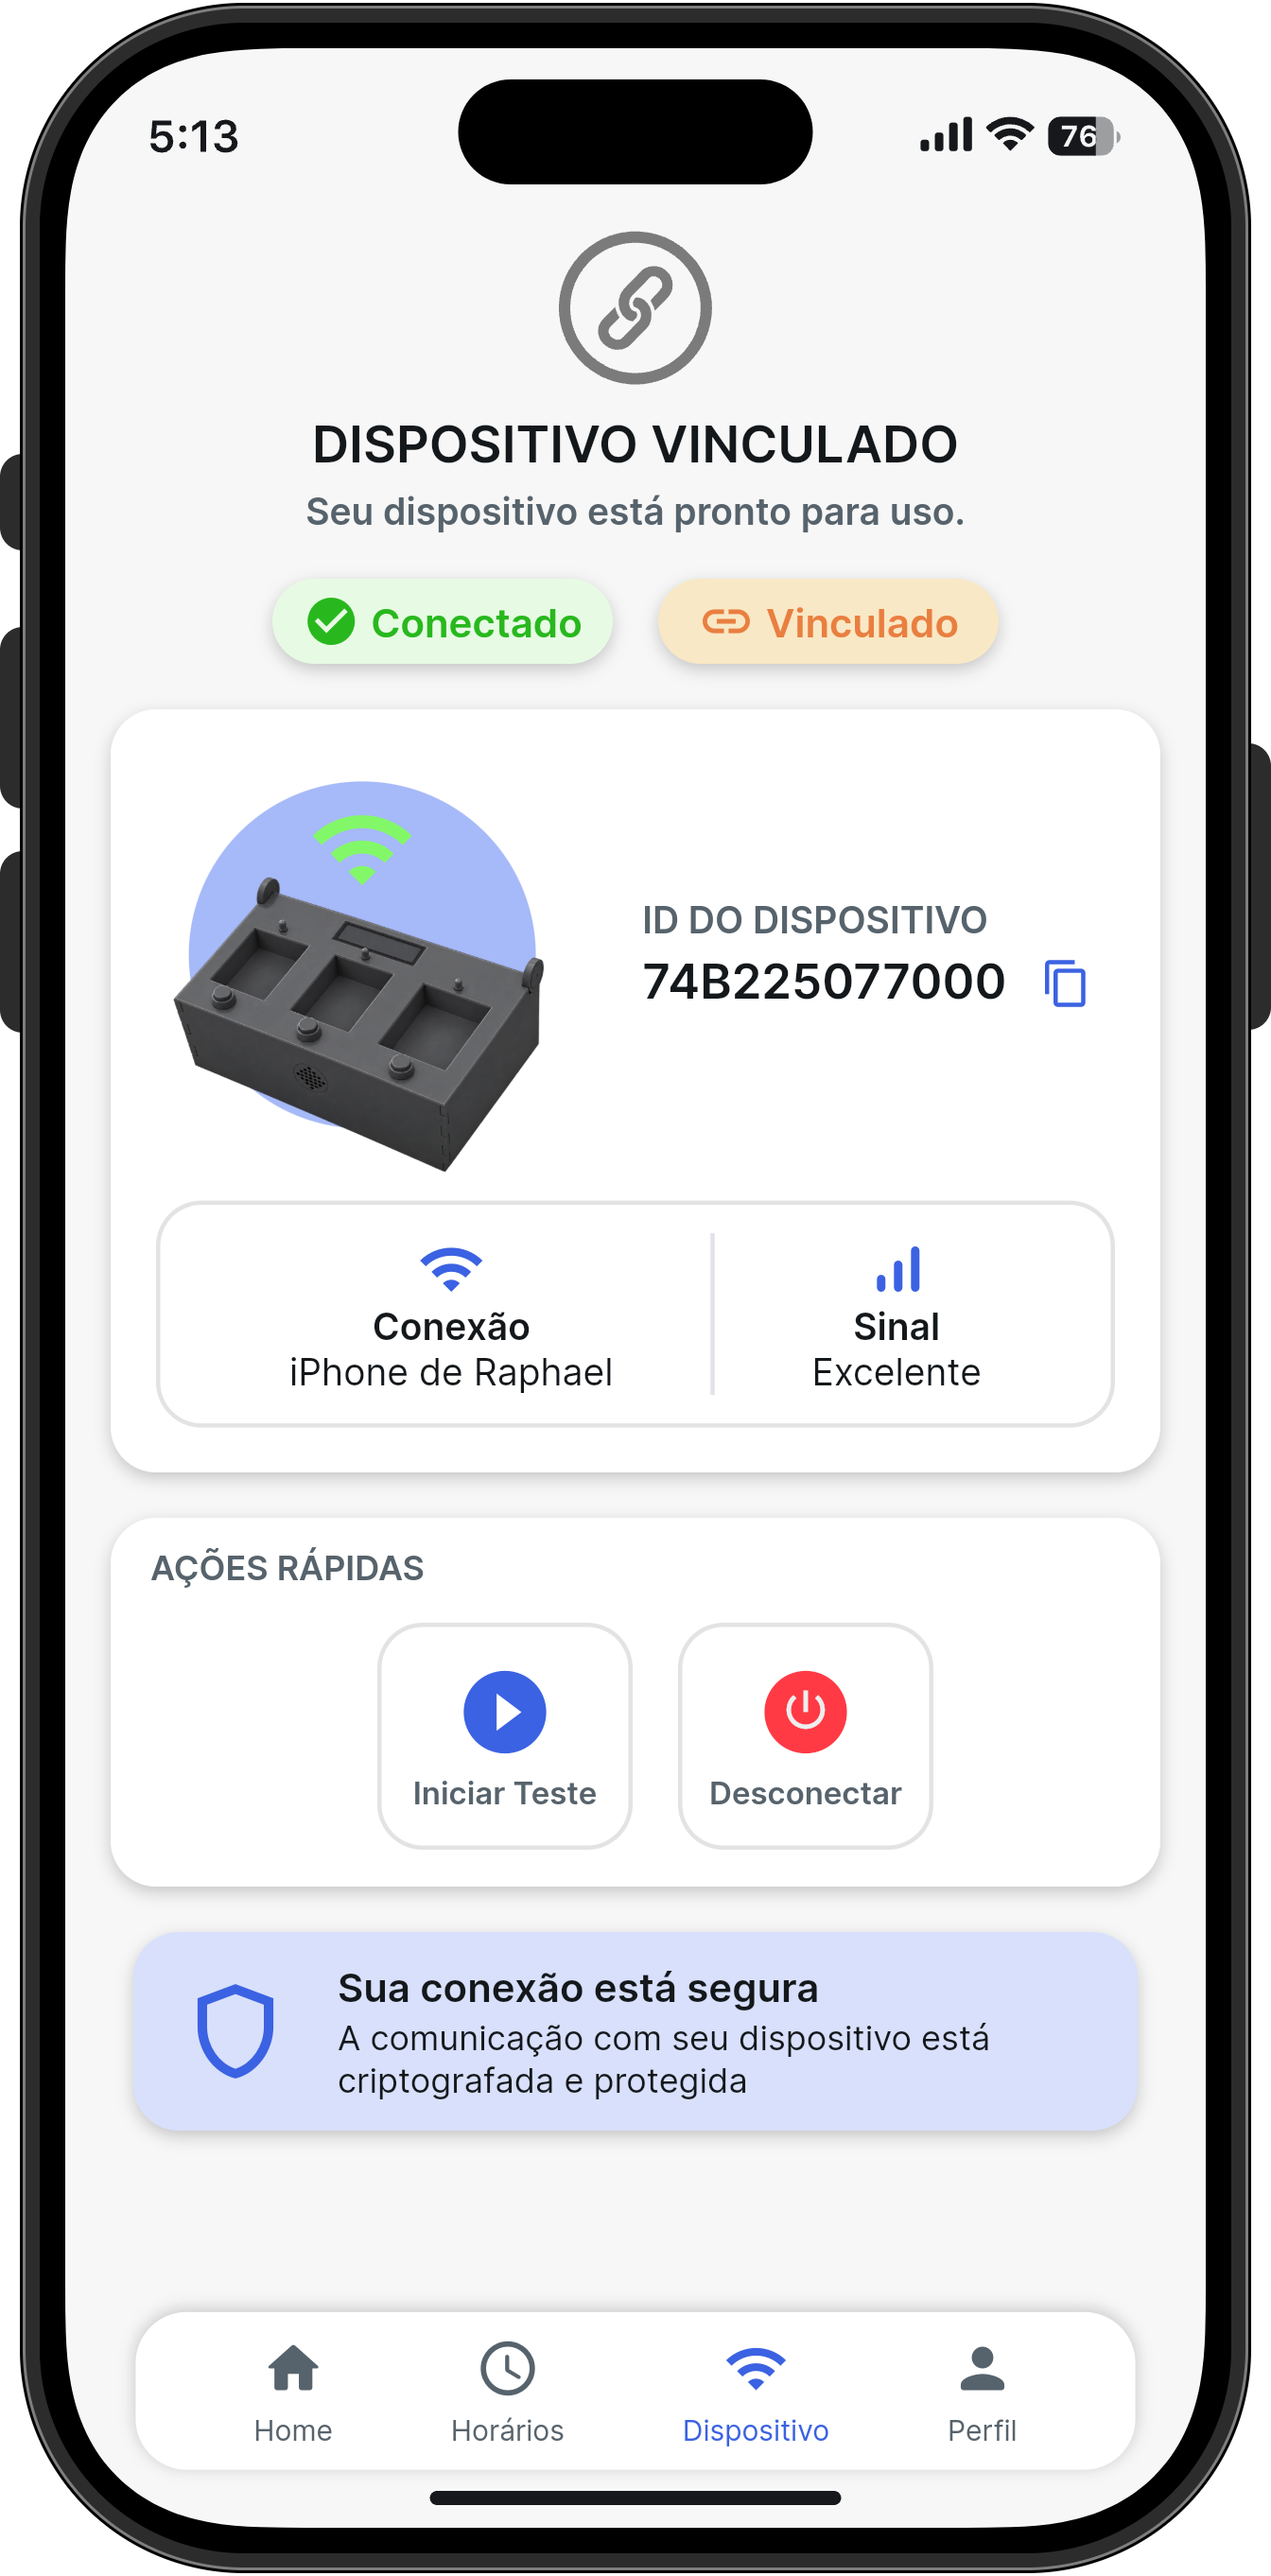 5:13
76
DISPOSITIVO VINCULADO
Seu dispositivo está pronto para uso.
Conectado
Vinculado
ID DO DISPOSITIVO
74B225077000
Conexão
iPhone de Raphael
Sinal
Excelente
AÇÕES RÁPIDAS
Iniciar Teste
Desconectar
Sua conexão está segura
A comunicação com seu dispositivo está
criptografada e protegida
Home
Horários
Dispositivo
Perfil